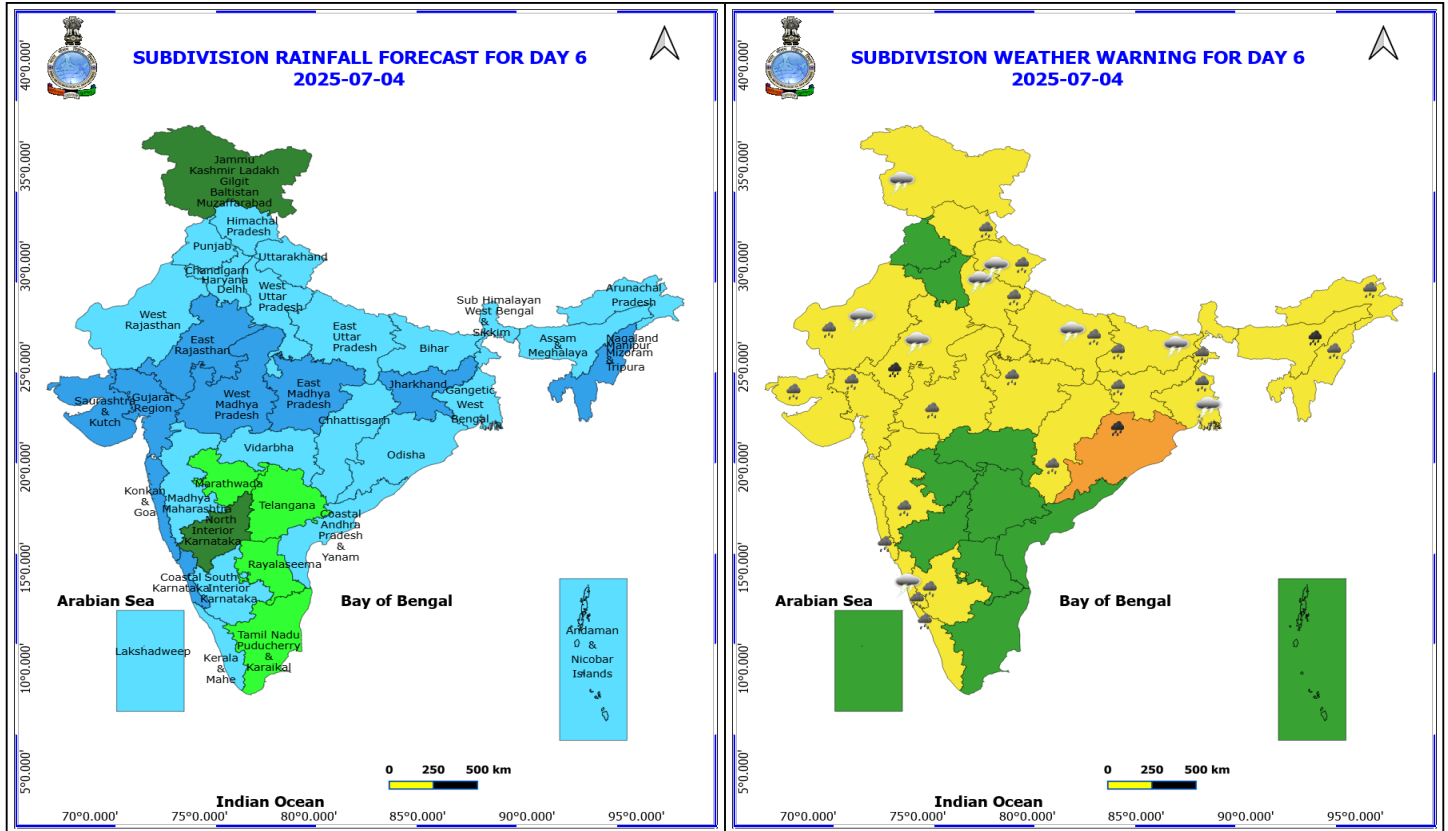 SUBDIVISION RAINFALL FORECAST FOR DAY 6
2025-07-04
40°0.000'
35°0.000'
30°0.000'
25°0.000'
20°0.000'
15°0.000'
10°0.000'
5°0.000'
Jammu
Kashmir Ladakh
Gilgit
Baltistan
Muzaffarabad
Himachal
Pradesh
Punjab
Uttarakhand
Chandigarh
Haryana
Delhi
West
Uttar
Pradesh
West
Rajasthan
East
Rajasthan
East
Uttar
Pradesh
Bihar
Sub Himalayan
West Bengal
&
Sikkim
Arunachal
Pradesh
Assam
&
Meghalaya
Nagaland
Manipur
Mizoram
&
Tripura
Saurashtra
&
Kutch
Gujarat
Region
West
Madhya
Pradesh
East
Madhya
Pradesh
Jharkhand
Gangetic
West
Bengal
Chhattisgarh
Odisha
Vidarbha
Konkan
&
Goa
Madhya
Maharashtra
Marathwada
Telangana
North
Interior
Karnataka
Coastal
Andhra
Pradesh
&
Yanam
Rayalaseema
Coastal
Karnataka
South
Interior
Karnataka
Tamil Nadu
Puducherry
&
Karaikal
Kerala
&
Mahe
Lakshadweep
Andaman
&
Nicobar
Islands
Arabian Sea
Bay of Bengal
Indian Ocean
0 250 500 km
70°0.000' 75°0.000' 80°0.000' 85°0.000' 90°0.000' 95°0.000'
SUBDIVISION WEATHER WARNING FOR DAY 6
2025-07-04
40°0.000'
35°0.000'
30°0.000'
25°0.000'
20°0.000'
15°0.000'
10°0.000'
5°0.000'
Arabian Sea
Bay of Bengal
Indian Ocean
0 250 500 km
70°0.000' 75°0.000' 80°0.000' 85°0.000' 90°0.000' 95°0.000'